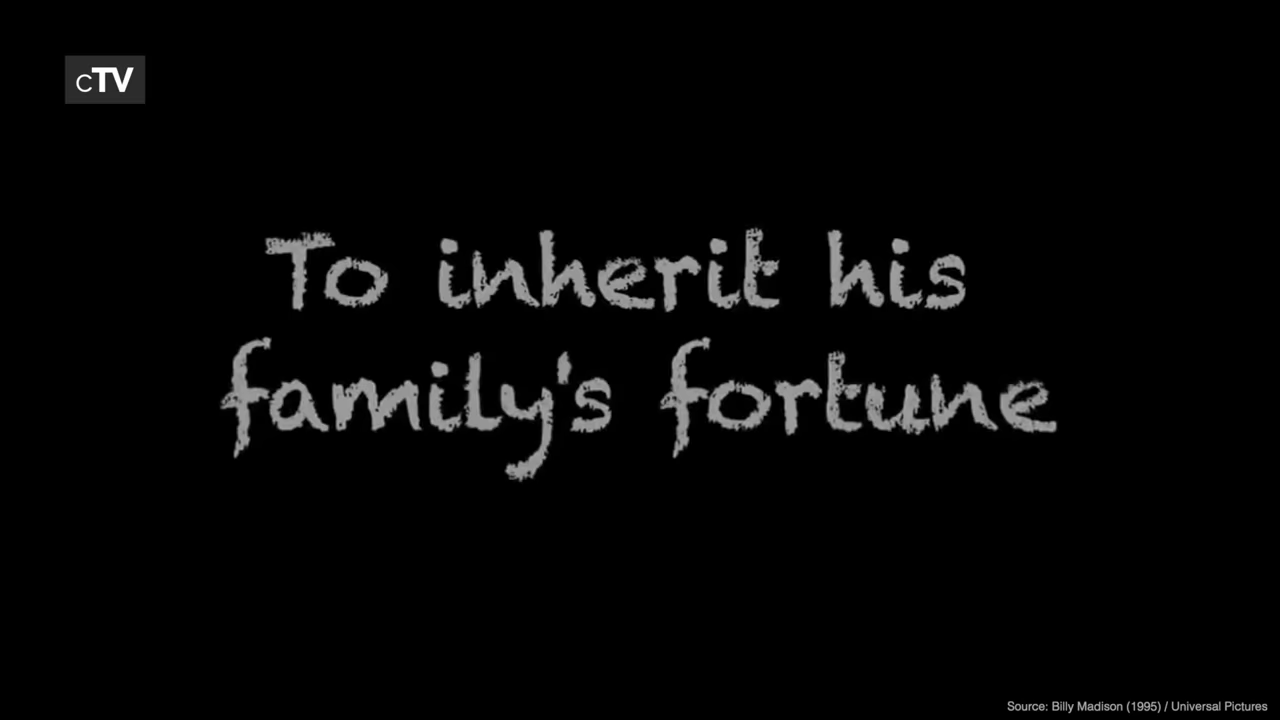 cTV
To inherit his
family's fortune
Source: Billy Madison (1995) / Universal Pictures